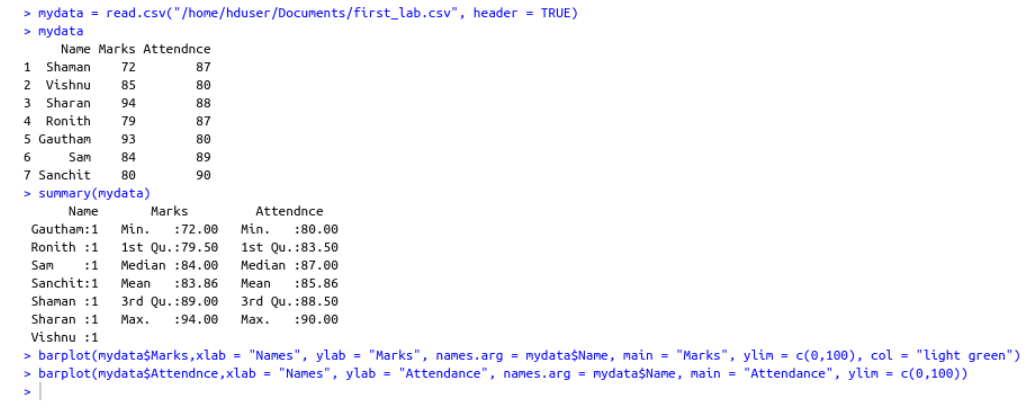 > mydata = read.csv("/home/hduser/Documents/first_lab.csv", header = TRUE)
> mydata
     Name Marks Attendnce
1  Shaman    72        87
2  Vishnu    85        80
3  Sharan    94        88
4  Ronith    79        87
5 Gautham    93        80
6     Sam    84        89
7 Sanchit    80        90
> summary(mydata)
      Name       Marks         Attendnce
 Gautham:1   Min.   :72.00   Min.   :80.00
 Ronith :1   1st Qu.:79.50   1st Qu.:83.50
 Sam    :1   Median :84.00   Median :87.00
 Sanchit:1   Mean   :83.86   Mean   :85.86
 Shaman :1   3rd Qu.:89.00   3rd Qu.:88.50
 Sharan :1   Max.   :94.00   Max.   :90.00
 Vishnu :1
> barplot(mydata$Marks,xlab = "Names", ylab = "Marks", names.arg = mydata$Name, main = "Marks", ylim = c(0,100), col = "light green")
> barplot(mydata$Attendnce,xlab = "Names", ylab = "Attendance", names.arg = mydata$Name, main = "Attendance", ylim = c(0,100))
>